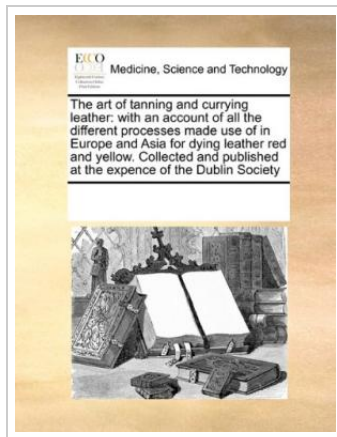 ECCO
Medicine, Science and Technology
The art of tanning and currying
leather: with an account of all the
different processes made use of in
Europe and Asia for dying leather red
and yellow. Collected and published
at the expence of the Dublin Society